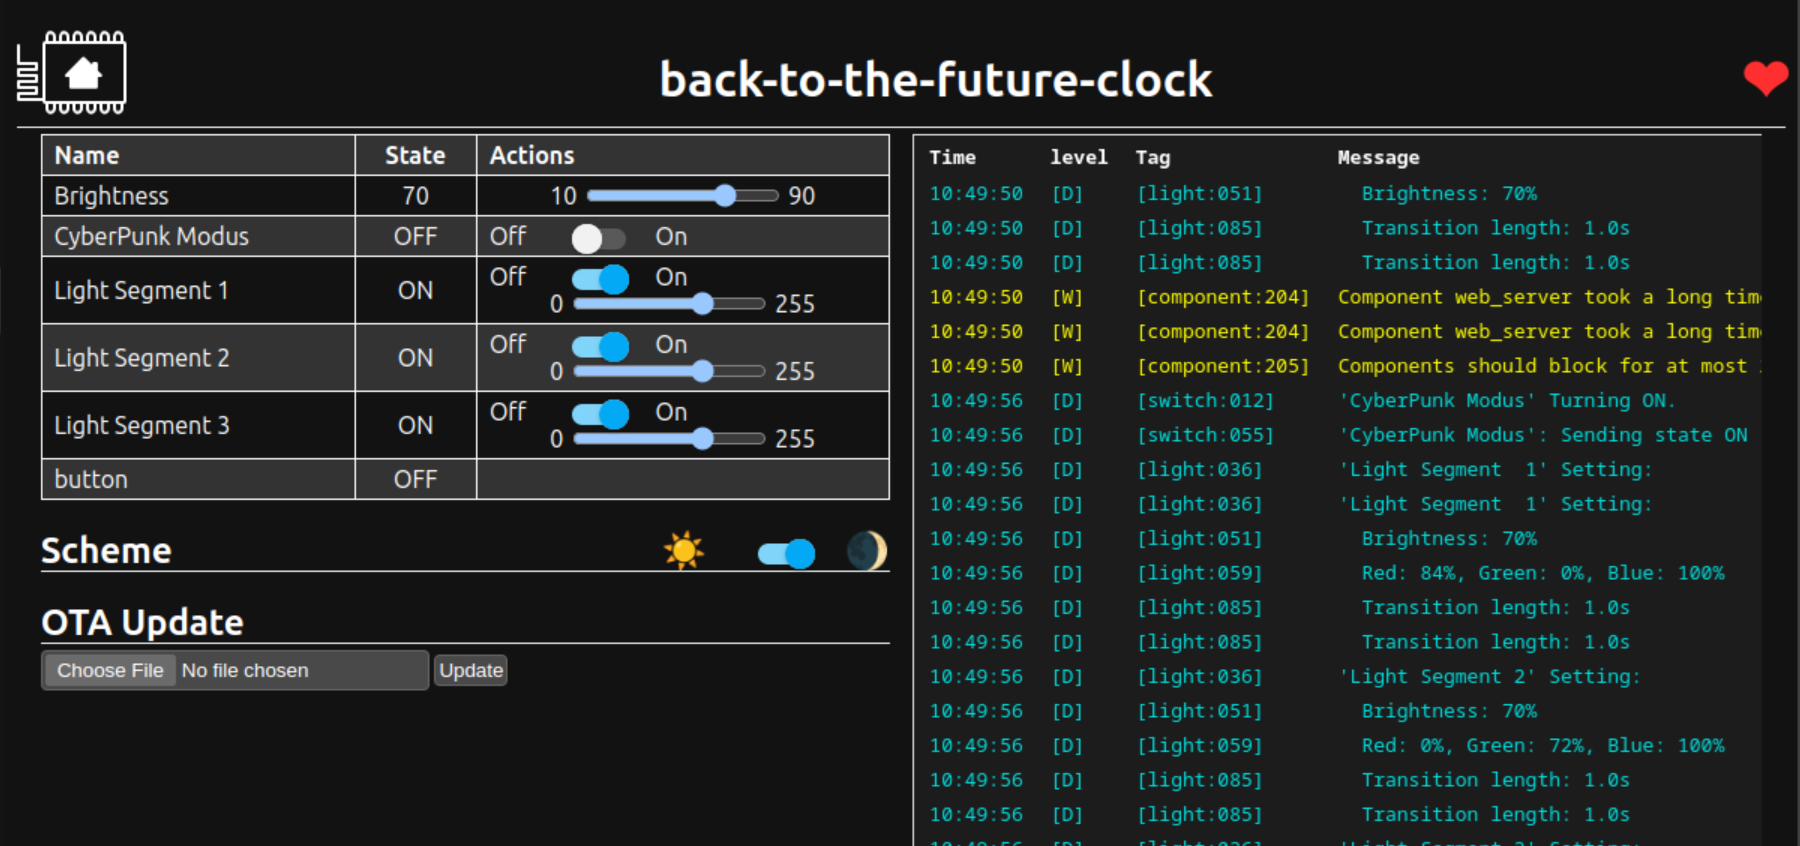 back-to-the-future-clock
Name State Actions
Brightness 70 10 90
CyberPunk Modus OFF Off On
Light Segment 1 ON Off On
0 255
Light Segment 2 ON Off On
0 255
Light Segment 3 ON Off On
0 255
button OFF
Scheme
OTA Update
Choose File No file chosen Update
Time level Tag Message
10:49:50 [D] [light:051] Brightness: 70%
10:49:50 [D] [light:085] Transition length: 1.0s
10:49:50 [D] [light:085] Transition length: 1.0s
10:49:50 [W] [component:204] Component web_server took a long tim
10:49:50 [W] [component:204] Component web_server took a long tim
10:49:50 [W] [component:205] Components should block for at most
10:49:56 [D] [switch:012] 'CyberPunk Modus' Turning ON.
10:49:56 [D] [switch:055] 'CyberPunk Modus': Sending state ON
10:49:56 [D] [light:036] 'Light Segment  1' Setting:
10:49:56 [D] [light:036] 'Light Segment  1' Setting:
10:49:56 [D] [light:051] Brightness: 70%
10:49:56 [D] [light:059] Red: 84%, Green: 0%, Blue: 100%
10:49:56 [D] [light:085] Transition length: 1.0s
10:49:56 [D] [light:085] Transition length: 1.0s
10:49:56 [D] [light:036] 'Light Segment 2' Setting:
10:49:56 [D] [light:051] Brightness: 70%
10:49:56 [D] [light:059] Red: 0%, Green: 72%, Blue: 100%
10:49:56 [D] [light:085] Transition length: 1.0s
10:49:56 [D] [light:085] Transition length: 1.0s